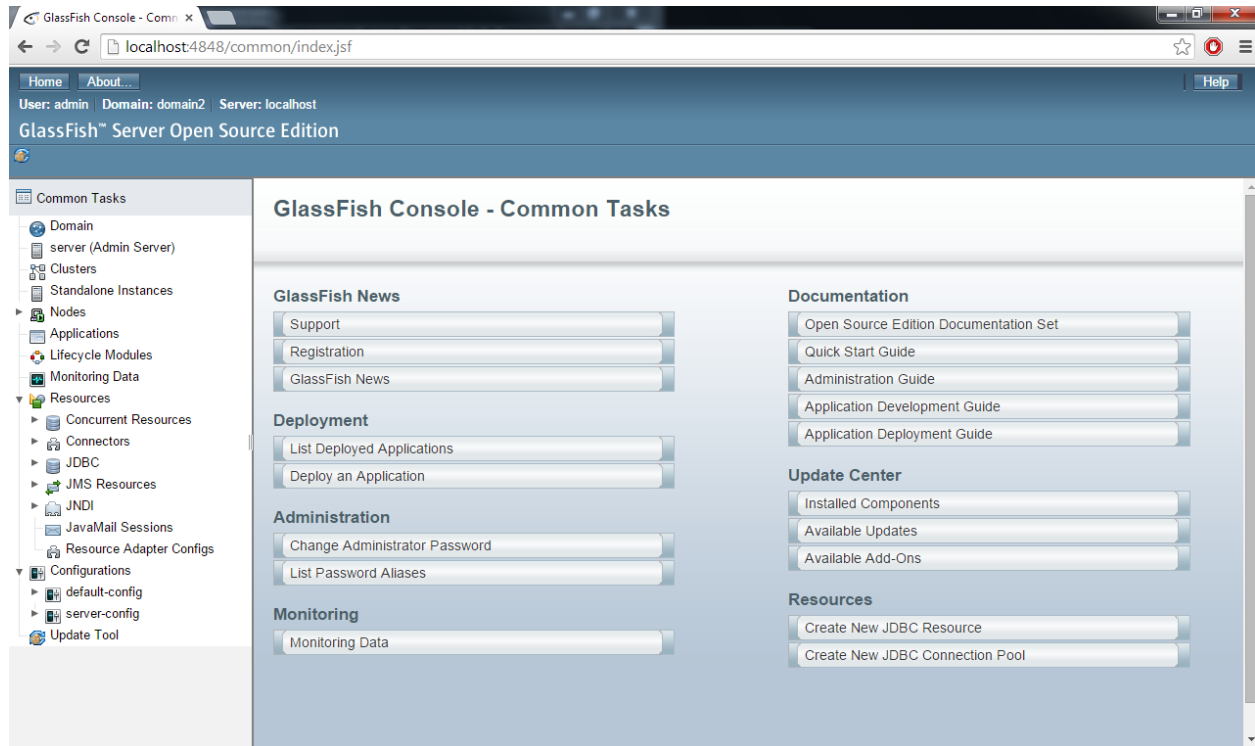 GlassFish Console - Comn
localhost:4848/common/index.jsf
Home About... Help
User: admin Domain: domain2 Server: localhost
GlassFish™ Server Open Source Edition
Common Tasks
Domain
server (Admin Server)
Clusters
Standalone Instances
Nodes
Applications
Lifecycle Modules
Monitoring Data
Resources
Concurrent Resources
Connectors
JDBC
JMS Resources
JNDI
JavaMail Sessions
Resource Adapter Configs
Configurations
default-config
server-config
Update Tool
GlassFish Console - Common Tasks
GlassFish News
Support
Registration
GlassFish News
Deployment
List Deployed Applications
Deploy an Application
Administration
Change Administrator Password
List Password Aliases
Monitoring
Monitoring Data
Documentation
Open Source Edition Documentation Set
Quick Start Guide
Administration Guide
Application Development Guide
Application Deployment Guide
Update Center
Installed Components
Available Updates
Available Add-Ons
Resources
Create New JDBC Resource
Create New JDBC Connection Pool